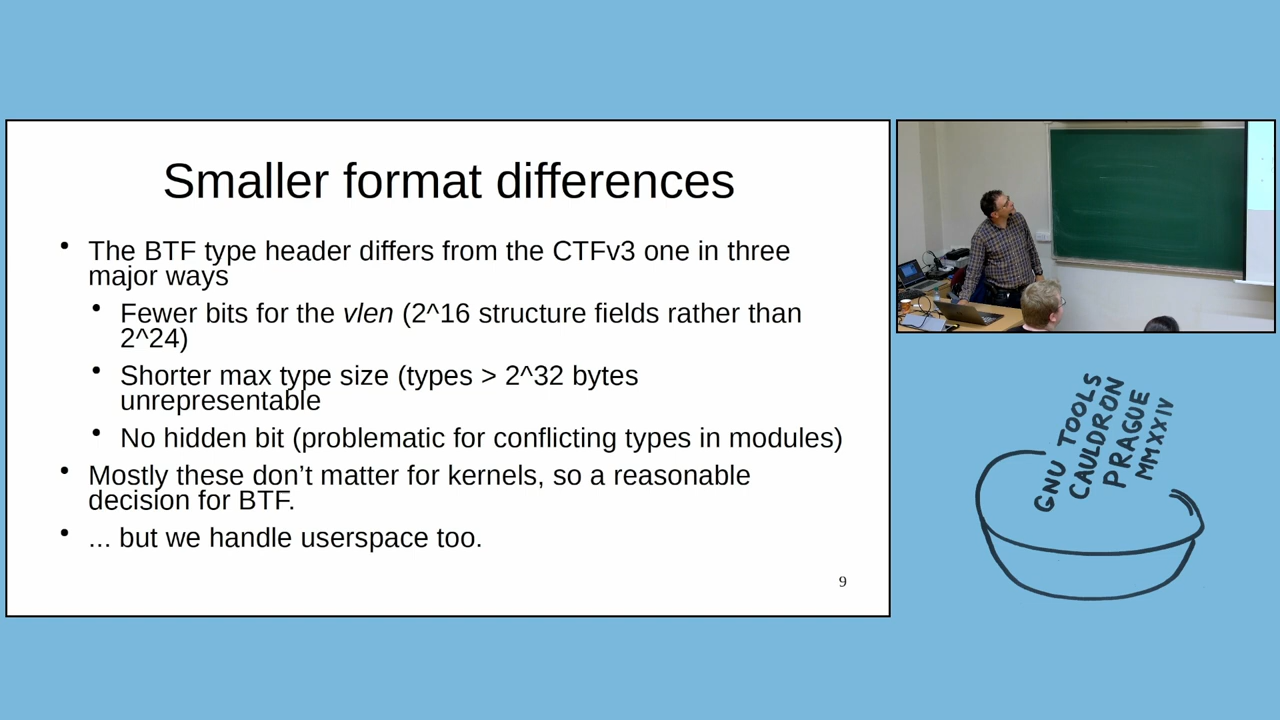 Smaller format differences
• The BTF type header differs from the CTFv3 one in three
major ways
• Fewer bits for the vlen (2^16 structure fields rather than
2^24)
• Shorter max type size (types > 2^32 bytes
unrepresentable
• No hidden bit (problematic for conflicting types in modules)
• Mostly these don’t matter for kernels, so a reasonable
decision for BTF.
• ... but we handle userspace too.
9
GNU TOOLS
CAULDRON
PRAGUE
MMXXIV